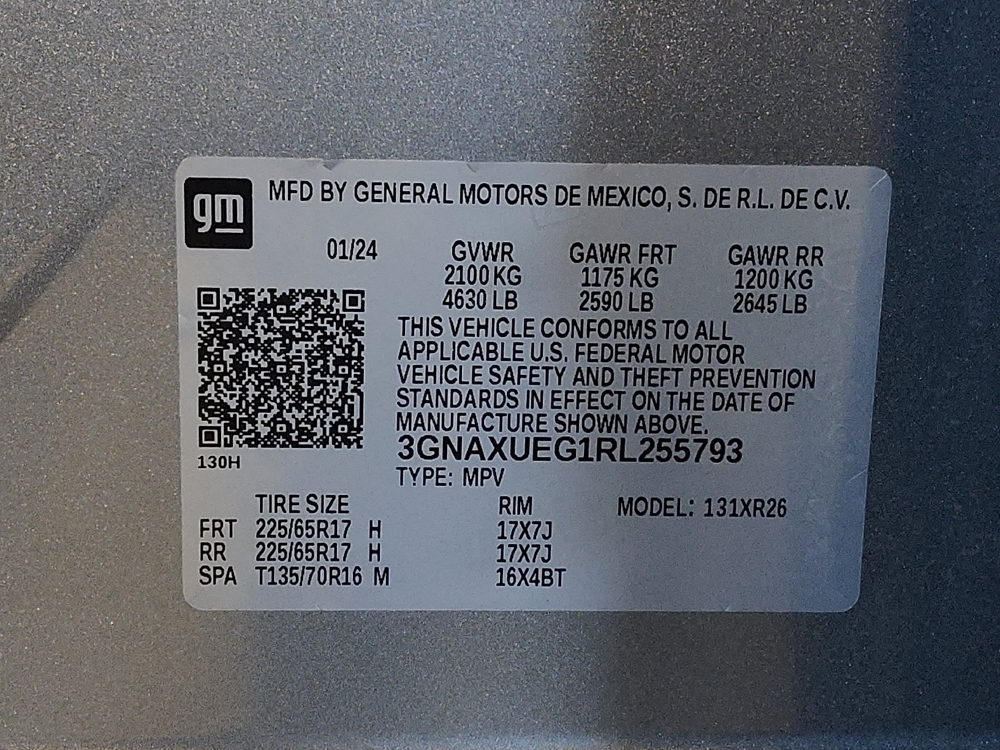 gm
MFD BY GENERAL MOTORS DE MEXICO, S. DE R.L. DE C.V.
01/24 GVWR GAWR FRT GAWR RR
2100 KG 1175 KG 1200 KG
4630 LB 2590 LB 2645 LB
THIS VEHICLE CONFORMS TO ALL
APPLICABLE U.S. FEDERAL MOTOR
VEHICLE SAFETY AND THEFT PREVENTION
STANDARDS IN EFFECT ON THE DATE OF
MANUFACTURE SHOWN ABOVE.
3GNAXUEG1RL255793
130H
TYPE: MPV
TIRE SIZE RIM MODEL: 131XR26
FRT 225/65R17 H 17X7J
RR 225/65R17 H 17X7J
SPA T135/70R16 M 16X4BT